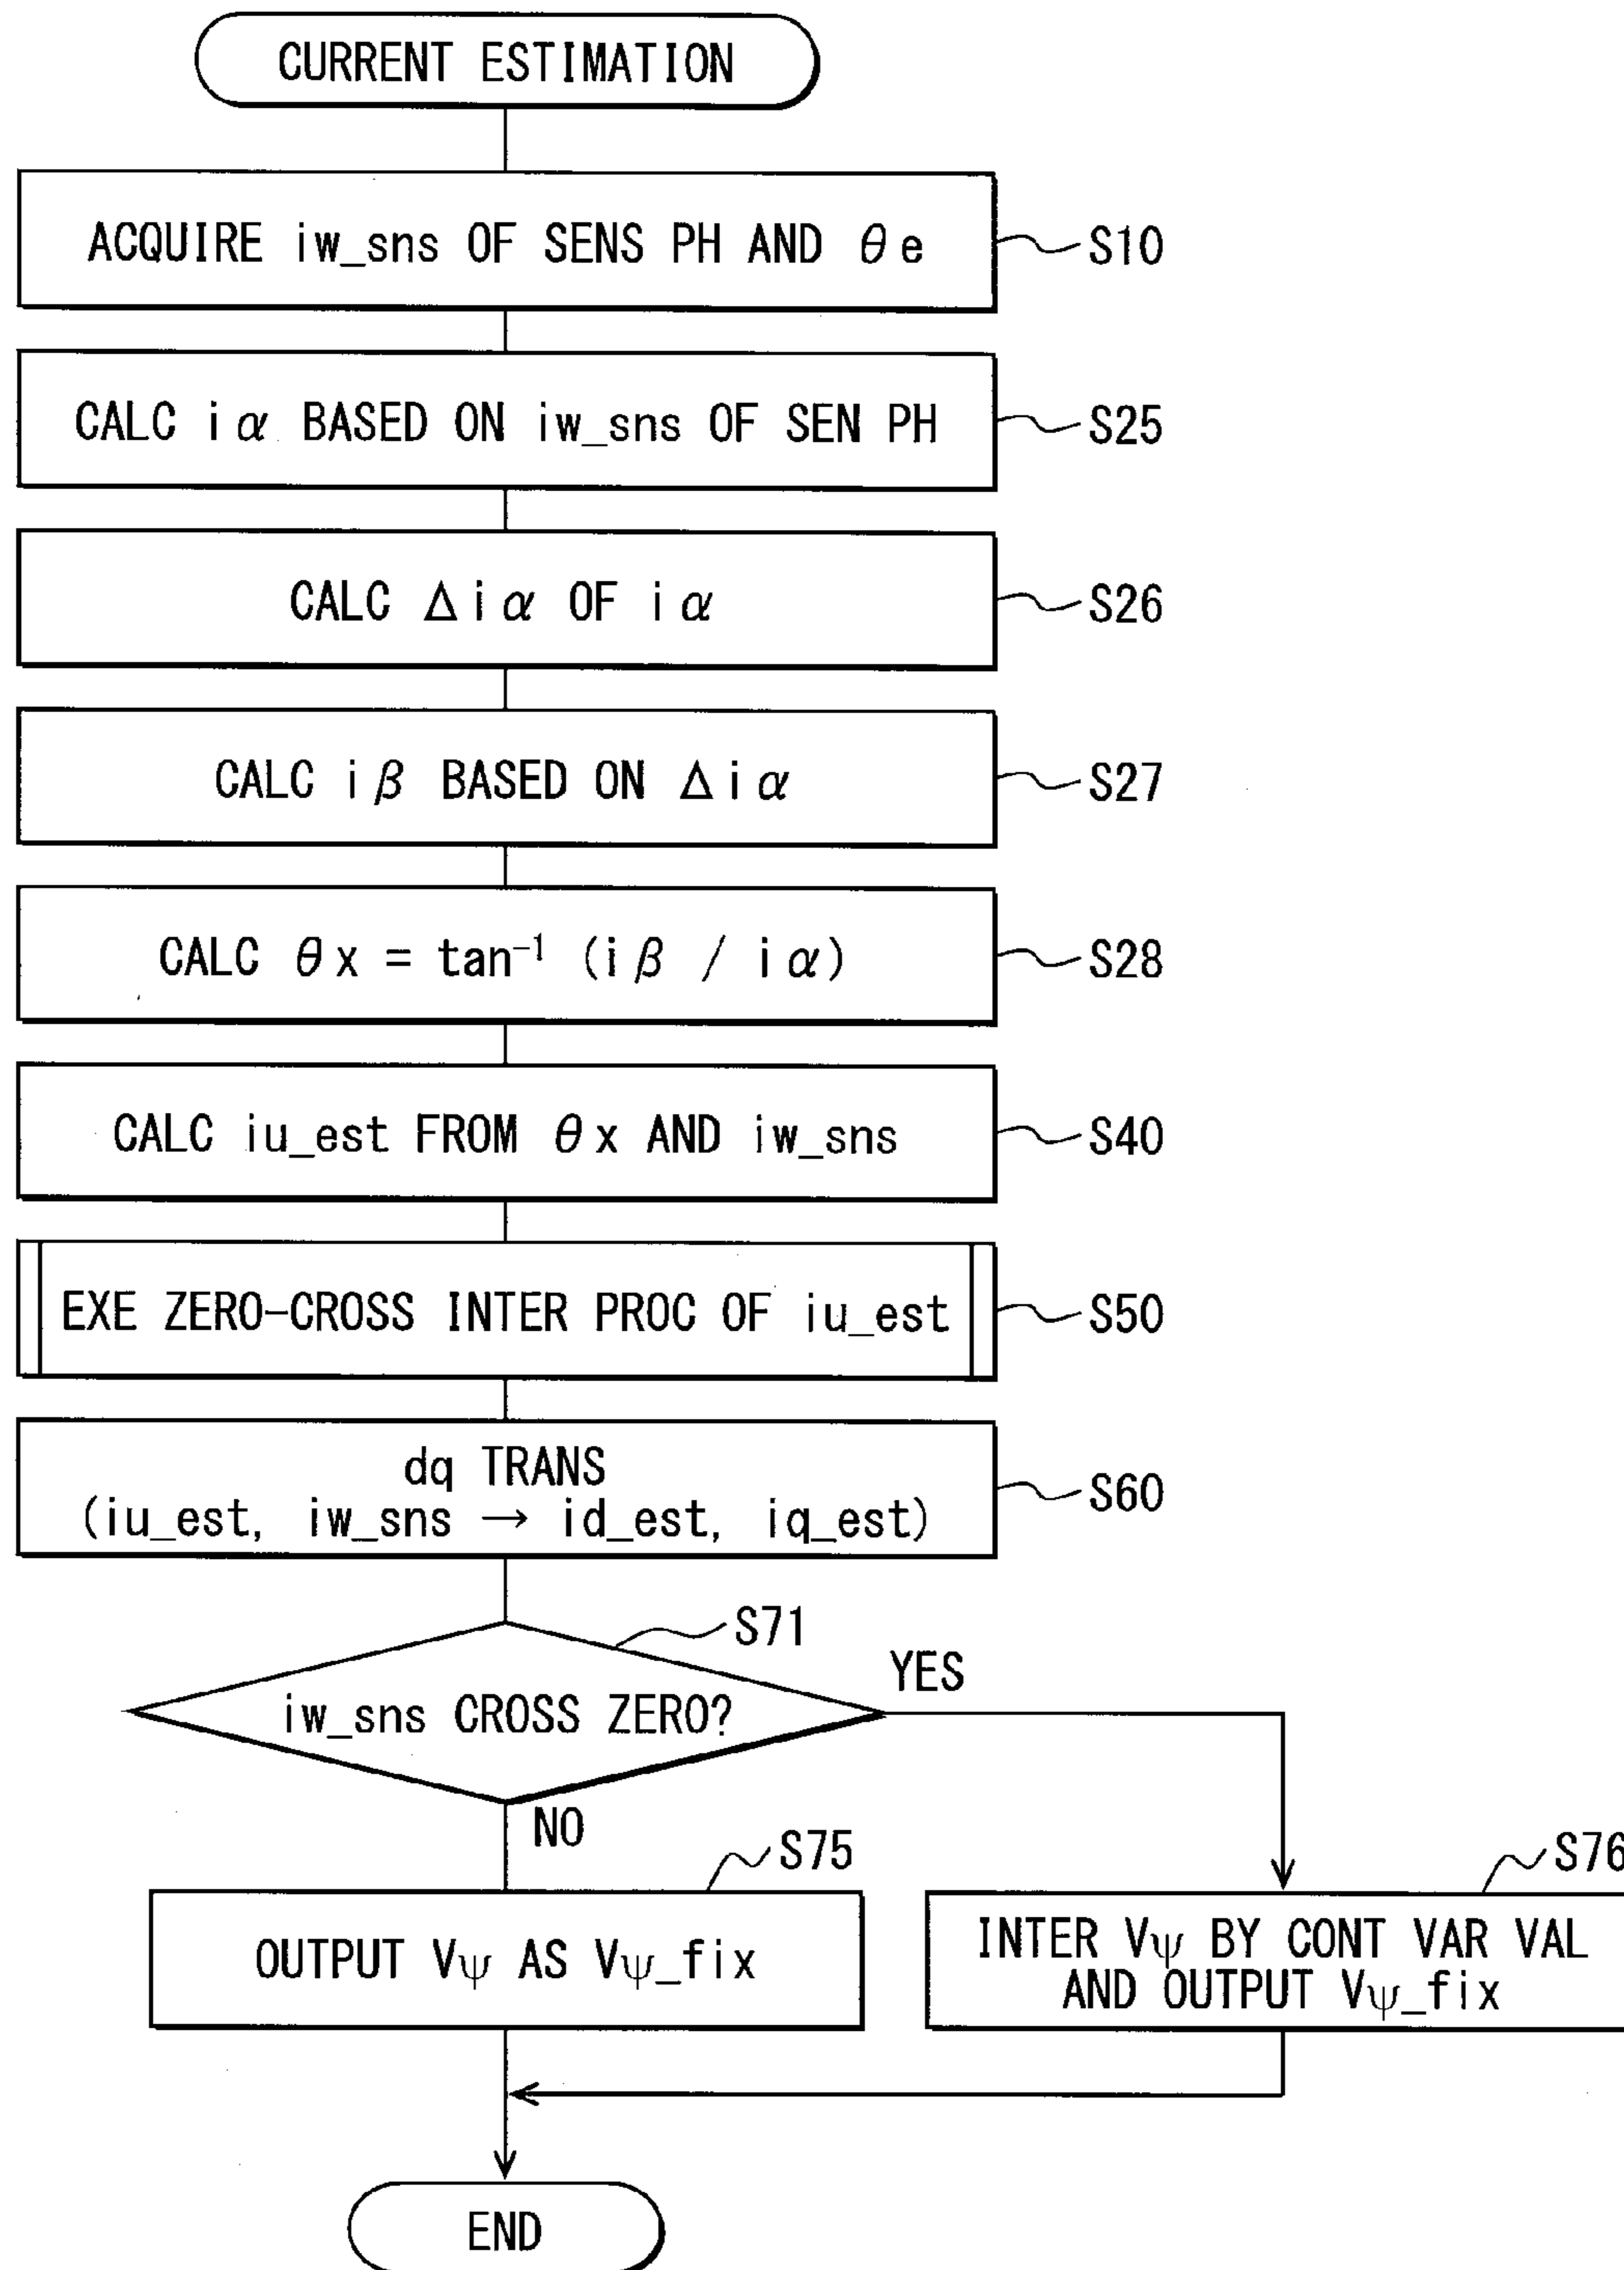 CURRENT ESTIMATION
ACQUIRE iw_sns OF SENS PH AND θe
S10
CALC iα BASED ON iw_sns OF SEN PH
S25
CALC Δiα OF iα
S26
CALC iβ BASED ON Δiα
S27
CALC θx = tan⁻¹ (iβ / iα)
S28
CALC iu_est FROM θx AND iw_sns
S40
EXE ZERO-CROSS INTER PROC OF iu_est
S50
dq TRANS
(iu_est, iw_sns → id_est, iq_est)
S60
S71
iw_sns CROSS ZERO?
YES
NO
S75
S76
OUTPUT Vψ AS Vψ_fix
INTER Vψ BY CONT VAR VAL
AND OUTPUT Vψ_fix
END